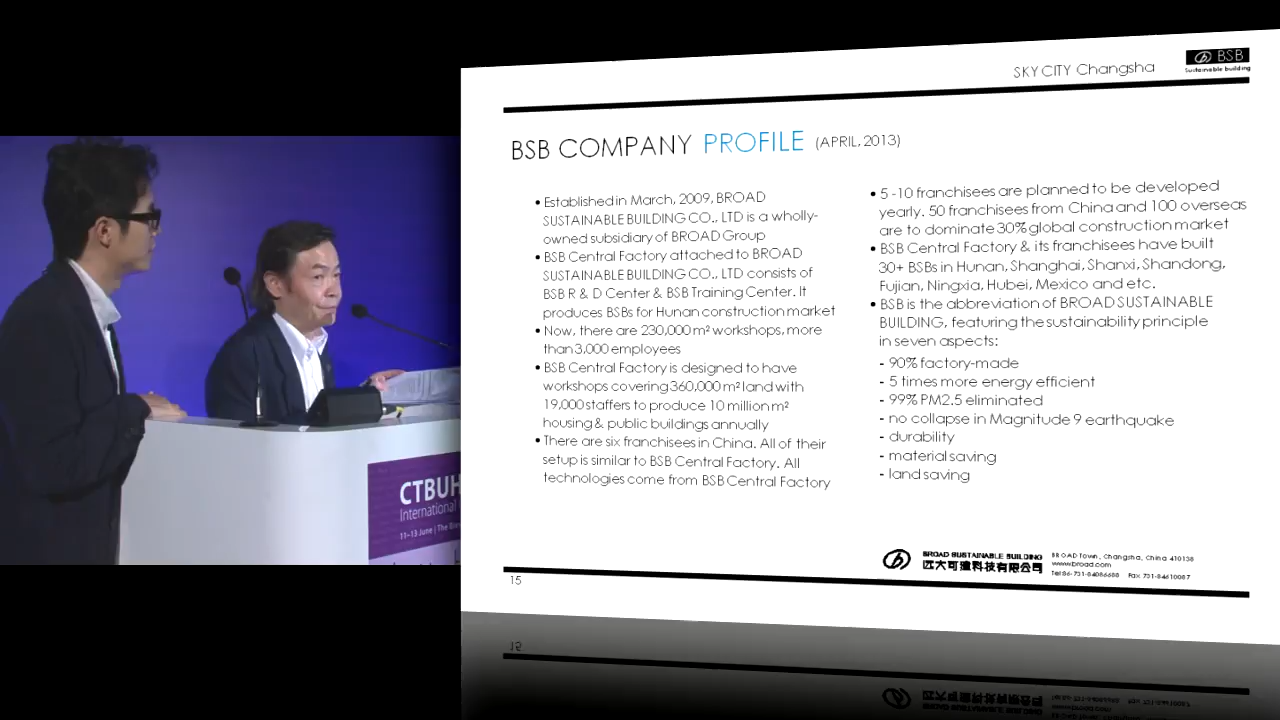 SKY CITY Changsha
BSB
Sustainable building
BSB COMPANY PROFILE (APRIL, 2013)
• Established in March, 2009, BROAD
SUSTAINABLE BUILDING CO., LTD is a wholly-
owned subsidiary of BROAD Group
• BSB Central Factory attached to BROAD
SUSTAINABLE BUILDING CO., LTD consists of
BSB R & D Center & BSB Training Center. It
produces BSBs for Hunan construction market
• Now, there are 230,000 m² workshops, more
than 3,000 employees
• BSB Central Factory is designed to have
workshops covering 360,000 m² land with
19,000 staffers to produce 10 million m²
housing & public buildings annually
• There are six franchisees in China. All of their
setup is similar to BSB Central Factory. All
technologies come from BSB Central Factory
• 5 -10 franchisees are planned to be developed
yearly. 50 franchisees from China and 100 overseas
are to dominate 30% global construction market
• BSB Central Factory & its franchisees have built
30+ BSBs in Hunan, Shanghai, Shanxi, Shandong,
Fujian, Ningxia, Hubei, Mexico and etc.
• BSB is the abbreviation of BROAD SUSTAINABLE
BUILDING, featuring the sustainability principle
in seven aspects:
- 90% factory-made
- 5 times more energy efficient
- 99% PM2.5 eliminated
- no collapse in Magnitude 9 earthquake
- durability
- material saving
- land saving
BROAD SUSTAINABLE BUILDING
远大可建科技有限公司
BROAD Town, Changsha, China 410138
www.broad.com
Tel:86-731-84086688 Fax: 731-84610087
15
CTBUH
International
11–13 June | The